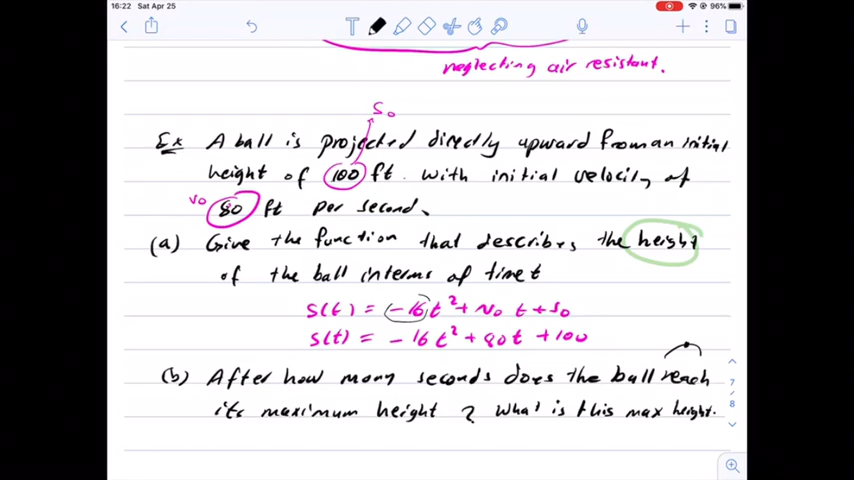 16:22 Sat Apr 25
96%
neglecting air resistant.
S₀
Ex A ball is projected directly upward from an initial
height of 100 ft. with initial velocity of
v₀
80 ft per second.
(a) Give the function that describes the height
of the ball interms of time t
s(t) = -16t² + v₀ t + s₀
s(t) = -16t² + 80t + 100
(b) After how many seconds does the ball reach
its maximum height ? What is this max height.
7
/
8